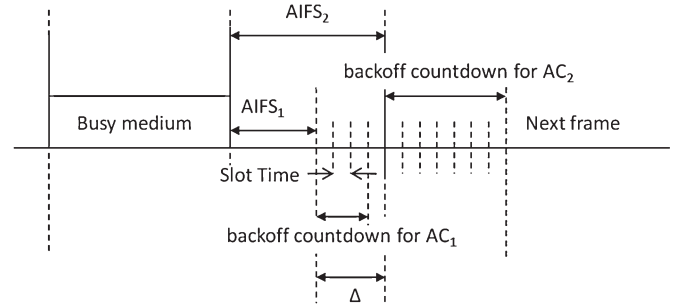 AIFS₂
backoff countdown for AC₂
AIFS₁
Busy medium
Next frame
Slot Time
backoff countdown for AC₁
Δ